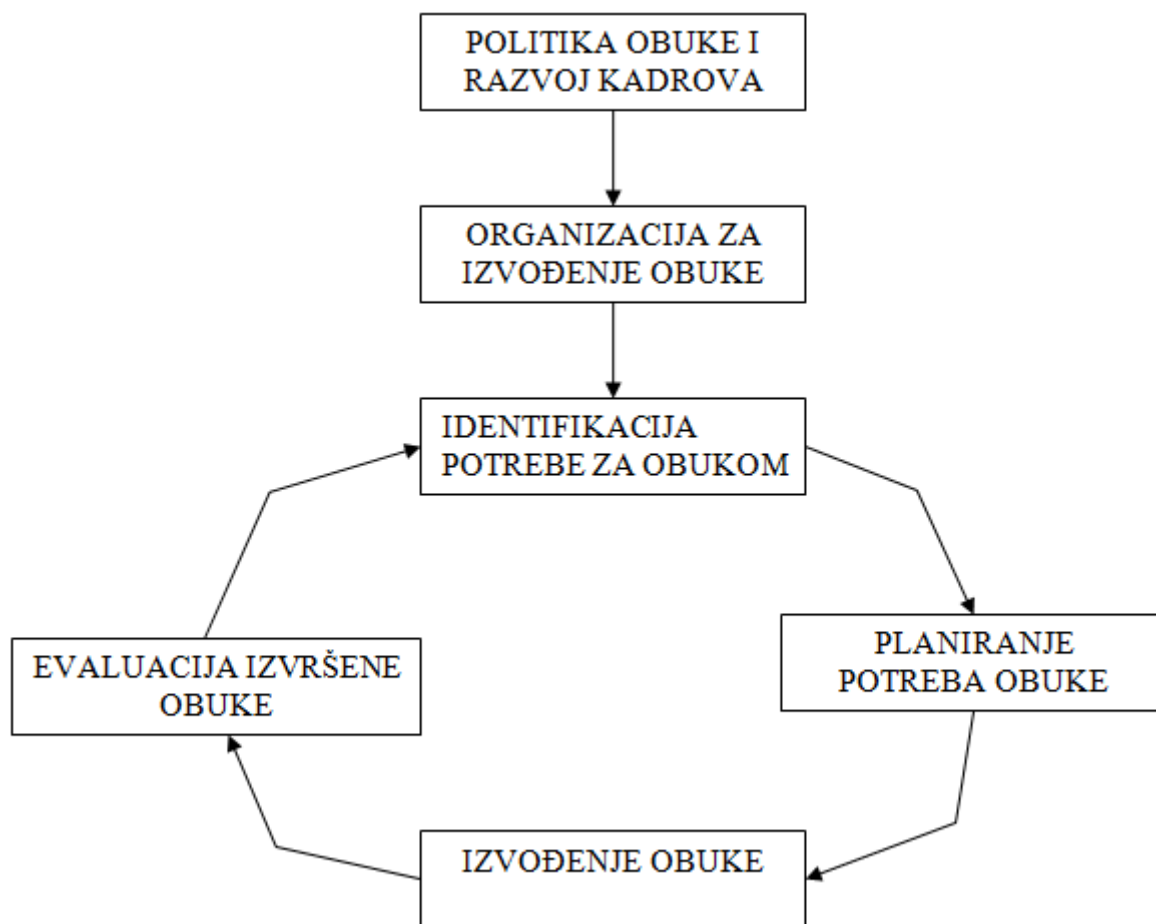 POLITIKA OBUKE I
RAZVOJ KADROVA
ORGANIZACIJA ZA
IZVOĐENJE OBUKE
IDENTIFIKACIJA
POTREBE ZA OBUKOM
PLANIRANJE
POTREBA OBUKE
EVALUACIJA IZVRŠENE
OBUKE
IZVOĐENJE OBUKE